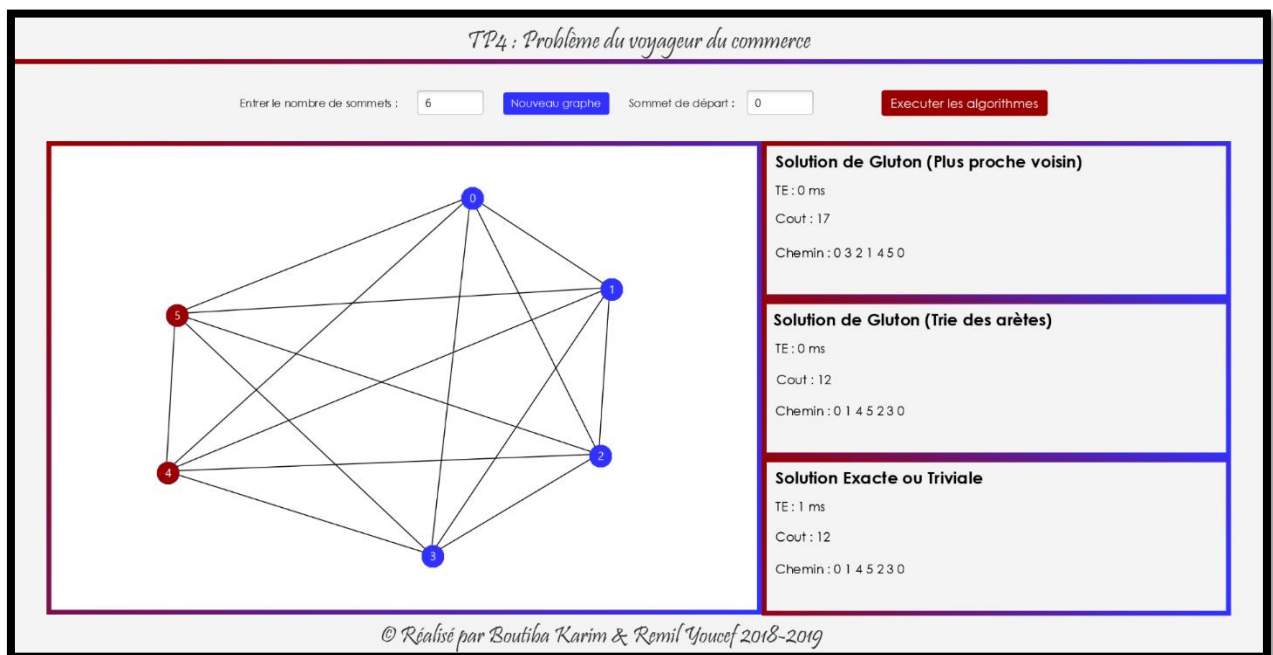 TP4 : Problème du voyageur du commerce
Entrer le nombre de sommets : 6 Nouveau graphe Sommet de départ : 0 Executer les algorithmes
0
1
5
2
4
3
Solution de Gluton (Plus proche voisin)
TE : 0 ms
Cout : 17
Chemin : 0 3 2 1 4 5 0
Solution de Gluton (Trie des arètes)
TE : 0 ms
Cout : 12
Chemin : 0 1 4 5 2 3 0
Solution Exacte ou Triviale
TE : 1 ms
Cout : 12
Chemin : 0 1 4 5 2 3 0
© Réalisé par Boutiba Karim & Remil Youcef 2018-2019